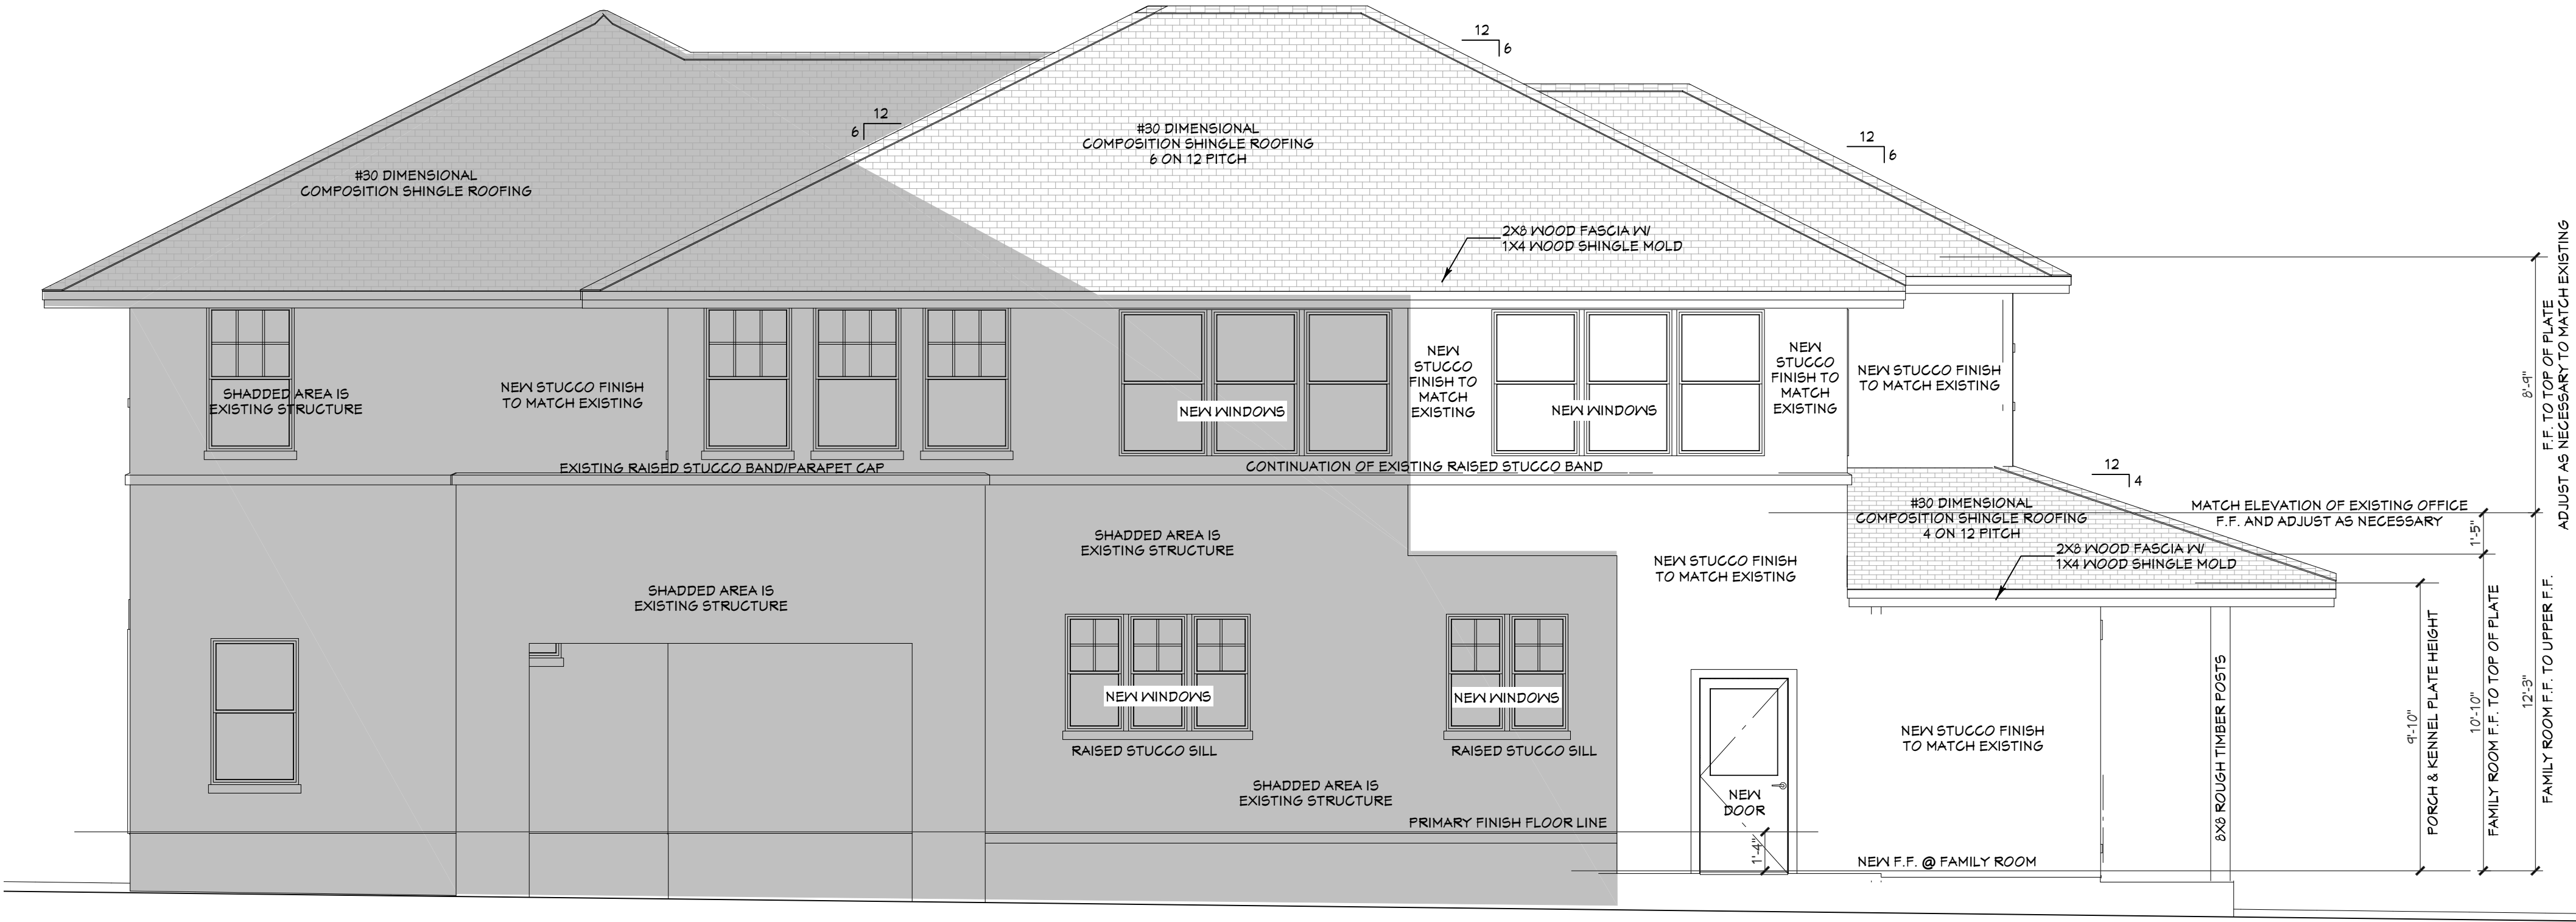 12
6
12
6
12
6
#30 DIMENSIONAL
COMPOSITION SHINGLE ROOFING
6 ON 12 PITCH
#30 DIMENSIONAL
COMPOSITION SHINGLE ROOFING
2X8 WOOD FASCIA W/
1X4 WOOD SHINGLE MOLD
SHADDED AREA IS
EXISTING STRUCTURE
NEW STUCCO FINISH
TO MATCH EXISTING
NEW WINDOWS
NEW
STUCCO
FINISH TO
MATCH
EXISTING
NEW WINDOWS
NEW
STUCCO
FINISH TO
MATCH
EXISTING
NEW STUCCO FINISH
TO MATCH EXISTING
EXISTING RAISED STUCCO BAND/PARAPET CAP
CONTINUATION OF EXISTING RAISED STUCCO BAND
12
4
#30 DIMENSIONAL
COMPOSITION SHINGLE ROOFING
4 ON 12 PITCH
MATCH ELEVATION OF EXISTING OFFICE
F.F. AND ADJUST AS NECESSARY
2X8 WOOD FASCIA W/
1X4 WOOD SHINGLE MOLD
SHADDED AREA IS
EXISTING STRUCTURE
SHADDED AREA IS
EXISTING STRUCTURE
NEW STUCCO FINISH
TO MATCH EXISTING
NEW WINDOWS
RAISED STUCCO SILL
NEW WINDOWS
RAISED STUCCO SILL
SHADDED AREA IS
EXISTING STRUCTURE
NEW STUCCO FINISH
TO MATCH EXISTING
NEW
DOOR
PRIMARY FINISH FLOOR LINE
1'-4"
NEW F.F. @ FAMILY ROOM
8X8 ROUGH TIMBER POSTS
9'-10"
PORCH & KENNEL PLATE HEIGHT
1'-5"
10'-10"
FAMILY ROOM F.F. TO TOP OF PLATE
12'-3"
FAMILY ROOM F.F. TO UPPER F.F.
8'-9"
F.F. TO TOP OF PLATE
ADJUST AS NECESSARY TO MATCH EXISTING